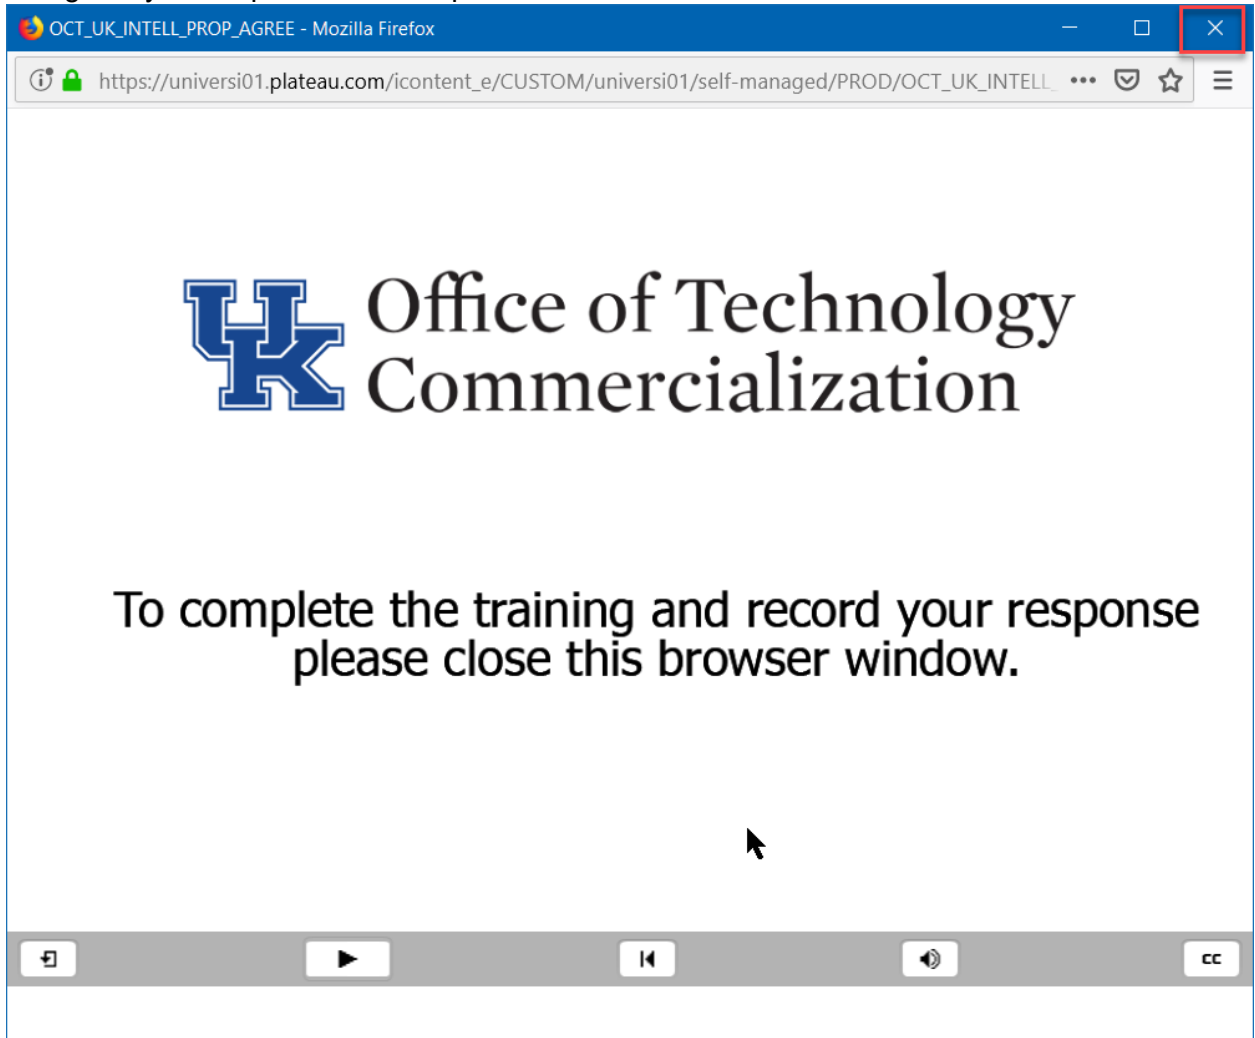 OCT_UK_INTELL_PROP_AGREE - Mozilla Firefox
https://universi01.plateau.com/icontent_e/CUSTOM/universi01/self-managed/PROD/OCT_UK_INTELL_
UK Office of Technology
Commercialization
To complete the training and record your response
please close this browser window.
CC